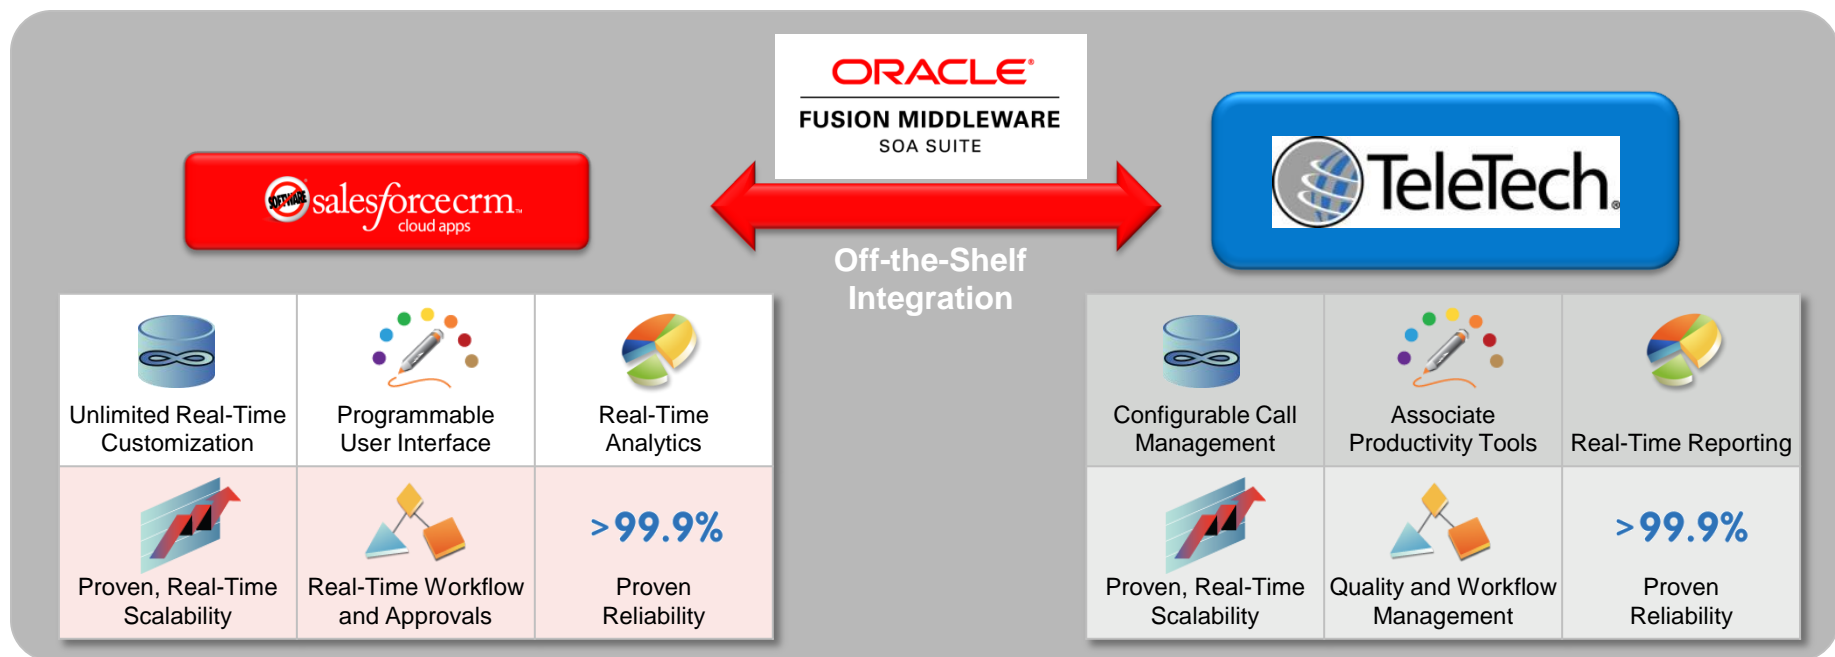 ORACLE®
FUSION MIDDLEWARE
SOA SUITE
SOFTWARE
salesforcecrm™
cloud apps
TeleTech®
Off-the-Shelf
Integration
Unlimited Real-Time
Customization
Programmable
User Interface
Real-Time
Analytics
Proven, Real-Time
Scalability
Real-Time Workflow
and Approvals
>99.9%
Proven
Reliability
Configurable Call
Management
Associate
Productivity Tools
Real-Time Reporting
Proven, Real-Time
Scalability
Quality and Workflow
Management
>99.9%
Proven
Reliability